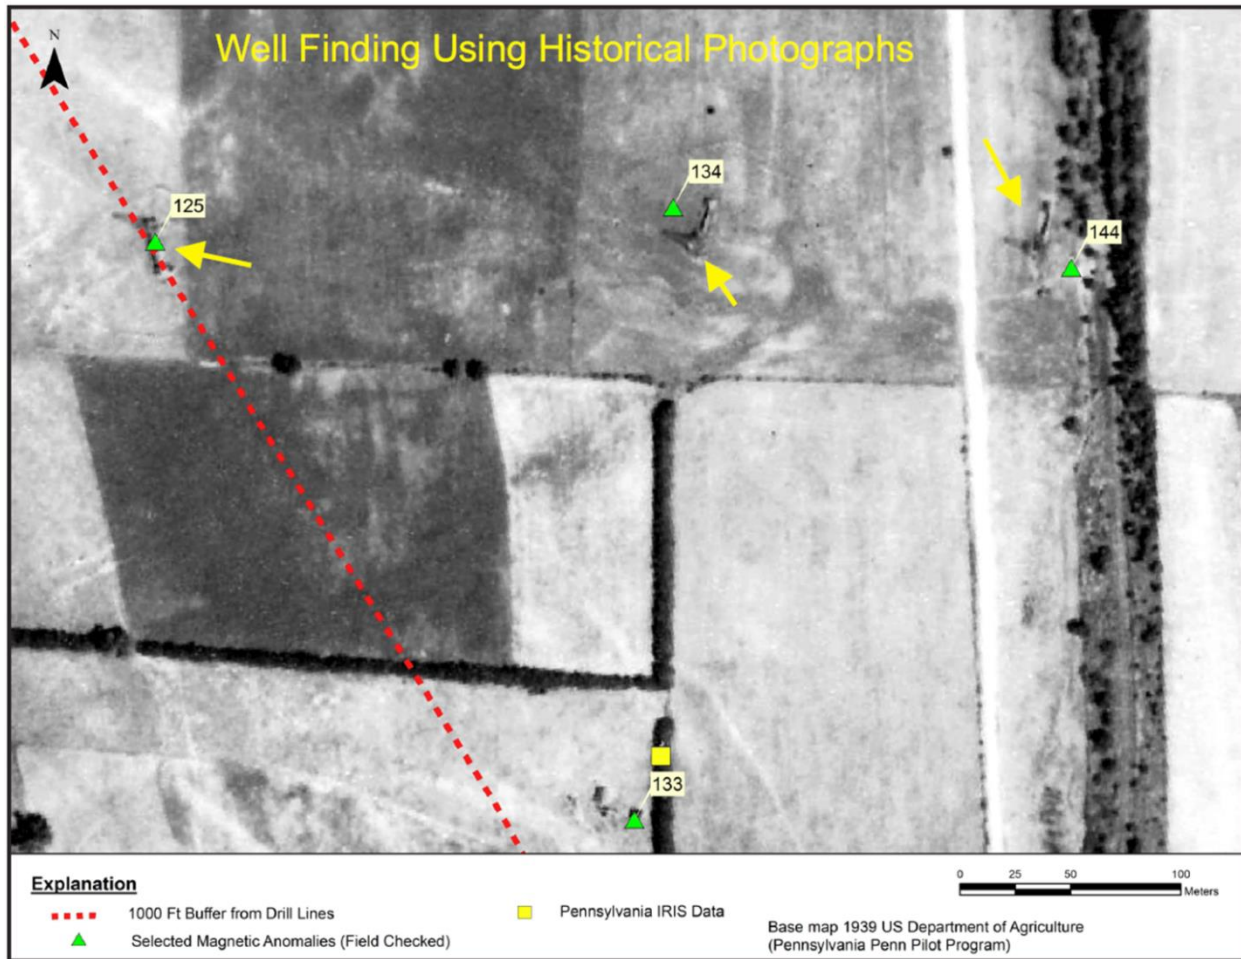 Well Finding Using Historical Photographs
N
125
134
144
133
Explanation
1000 Ft Buffer from Drill Lines
Selected Magnetic Anomalies (Field Checked)
Pennsylvania IRIS Data
0 25 50 100
Meters
Base map 1939 US Department of Agriculture
(Pennsylvania Penn Pilot Program)